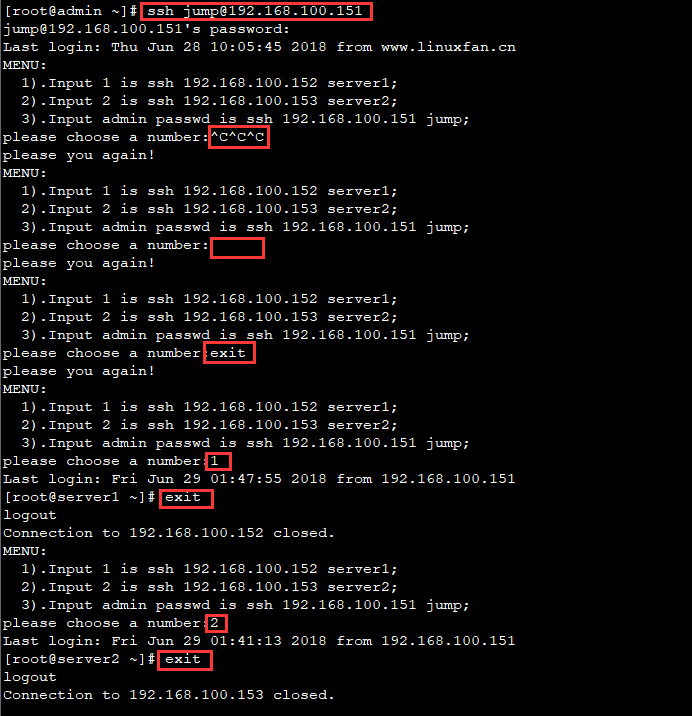 [root@admin ~]# ssh jump@192.168.100.151
jump@192.168.100.151's password:
Last login: Thu Jun 28 10:05:45 2018 from www.linuxfan.cn
MENU:
  1).Input 1 is ssh 192.168.100.152 server1;
  2).Input 2 is ssh 192.168.100.153 server2;
  3).Input admin passwd is ssh 192.168.100.151 jump;
please choose a number:^C^C^C
please you again!
MENU:
  1).Input 1 is ssh 192.168.100.152 server1;
  2).Input 2 is ssh 192.168.100.153 server2;
  3).Input admin passwd is ssh 192.168.100.151 jump;
please choose a number:
please you again!
MENU:
  1).Input 1 is ssh 192.168.100.152 server1;
  2).Input 2 is ssh 192.168.100.153 server2;
  3).Input admin passwd is ssh 192.168.100.151 jump;
please choose a number:exit
please you again!
MENU:
  1).Input 1 is ssh 192.168.100.152 server1;
  2).Input 2 is ssh 192.168.100.153 server2;
  3).Input admin passwd is ssh 192.168.100.151 jump;
please choose a number:1
Last login: Fri Jun 29 01:47:55 2018 from 192.168.100.151
[root@server1 ~]# exit
logout
Connection to 192.168.100.152 closed.
MENU:
  1).Input 1 is ssh 192.168.100.152 server1;
  2).Input 2 is ssh 192.168.100.153 server2;
  3).Input admin passwd is ssh 192.168.100.151 jump;
please choose a number:2
Last login: Fri Jun 29 01:41:13 2018 from 192.168.100.151
[root@server2 ~]# exit
logout
Connection to 192.168.100.153 closed.